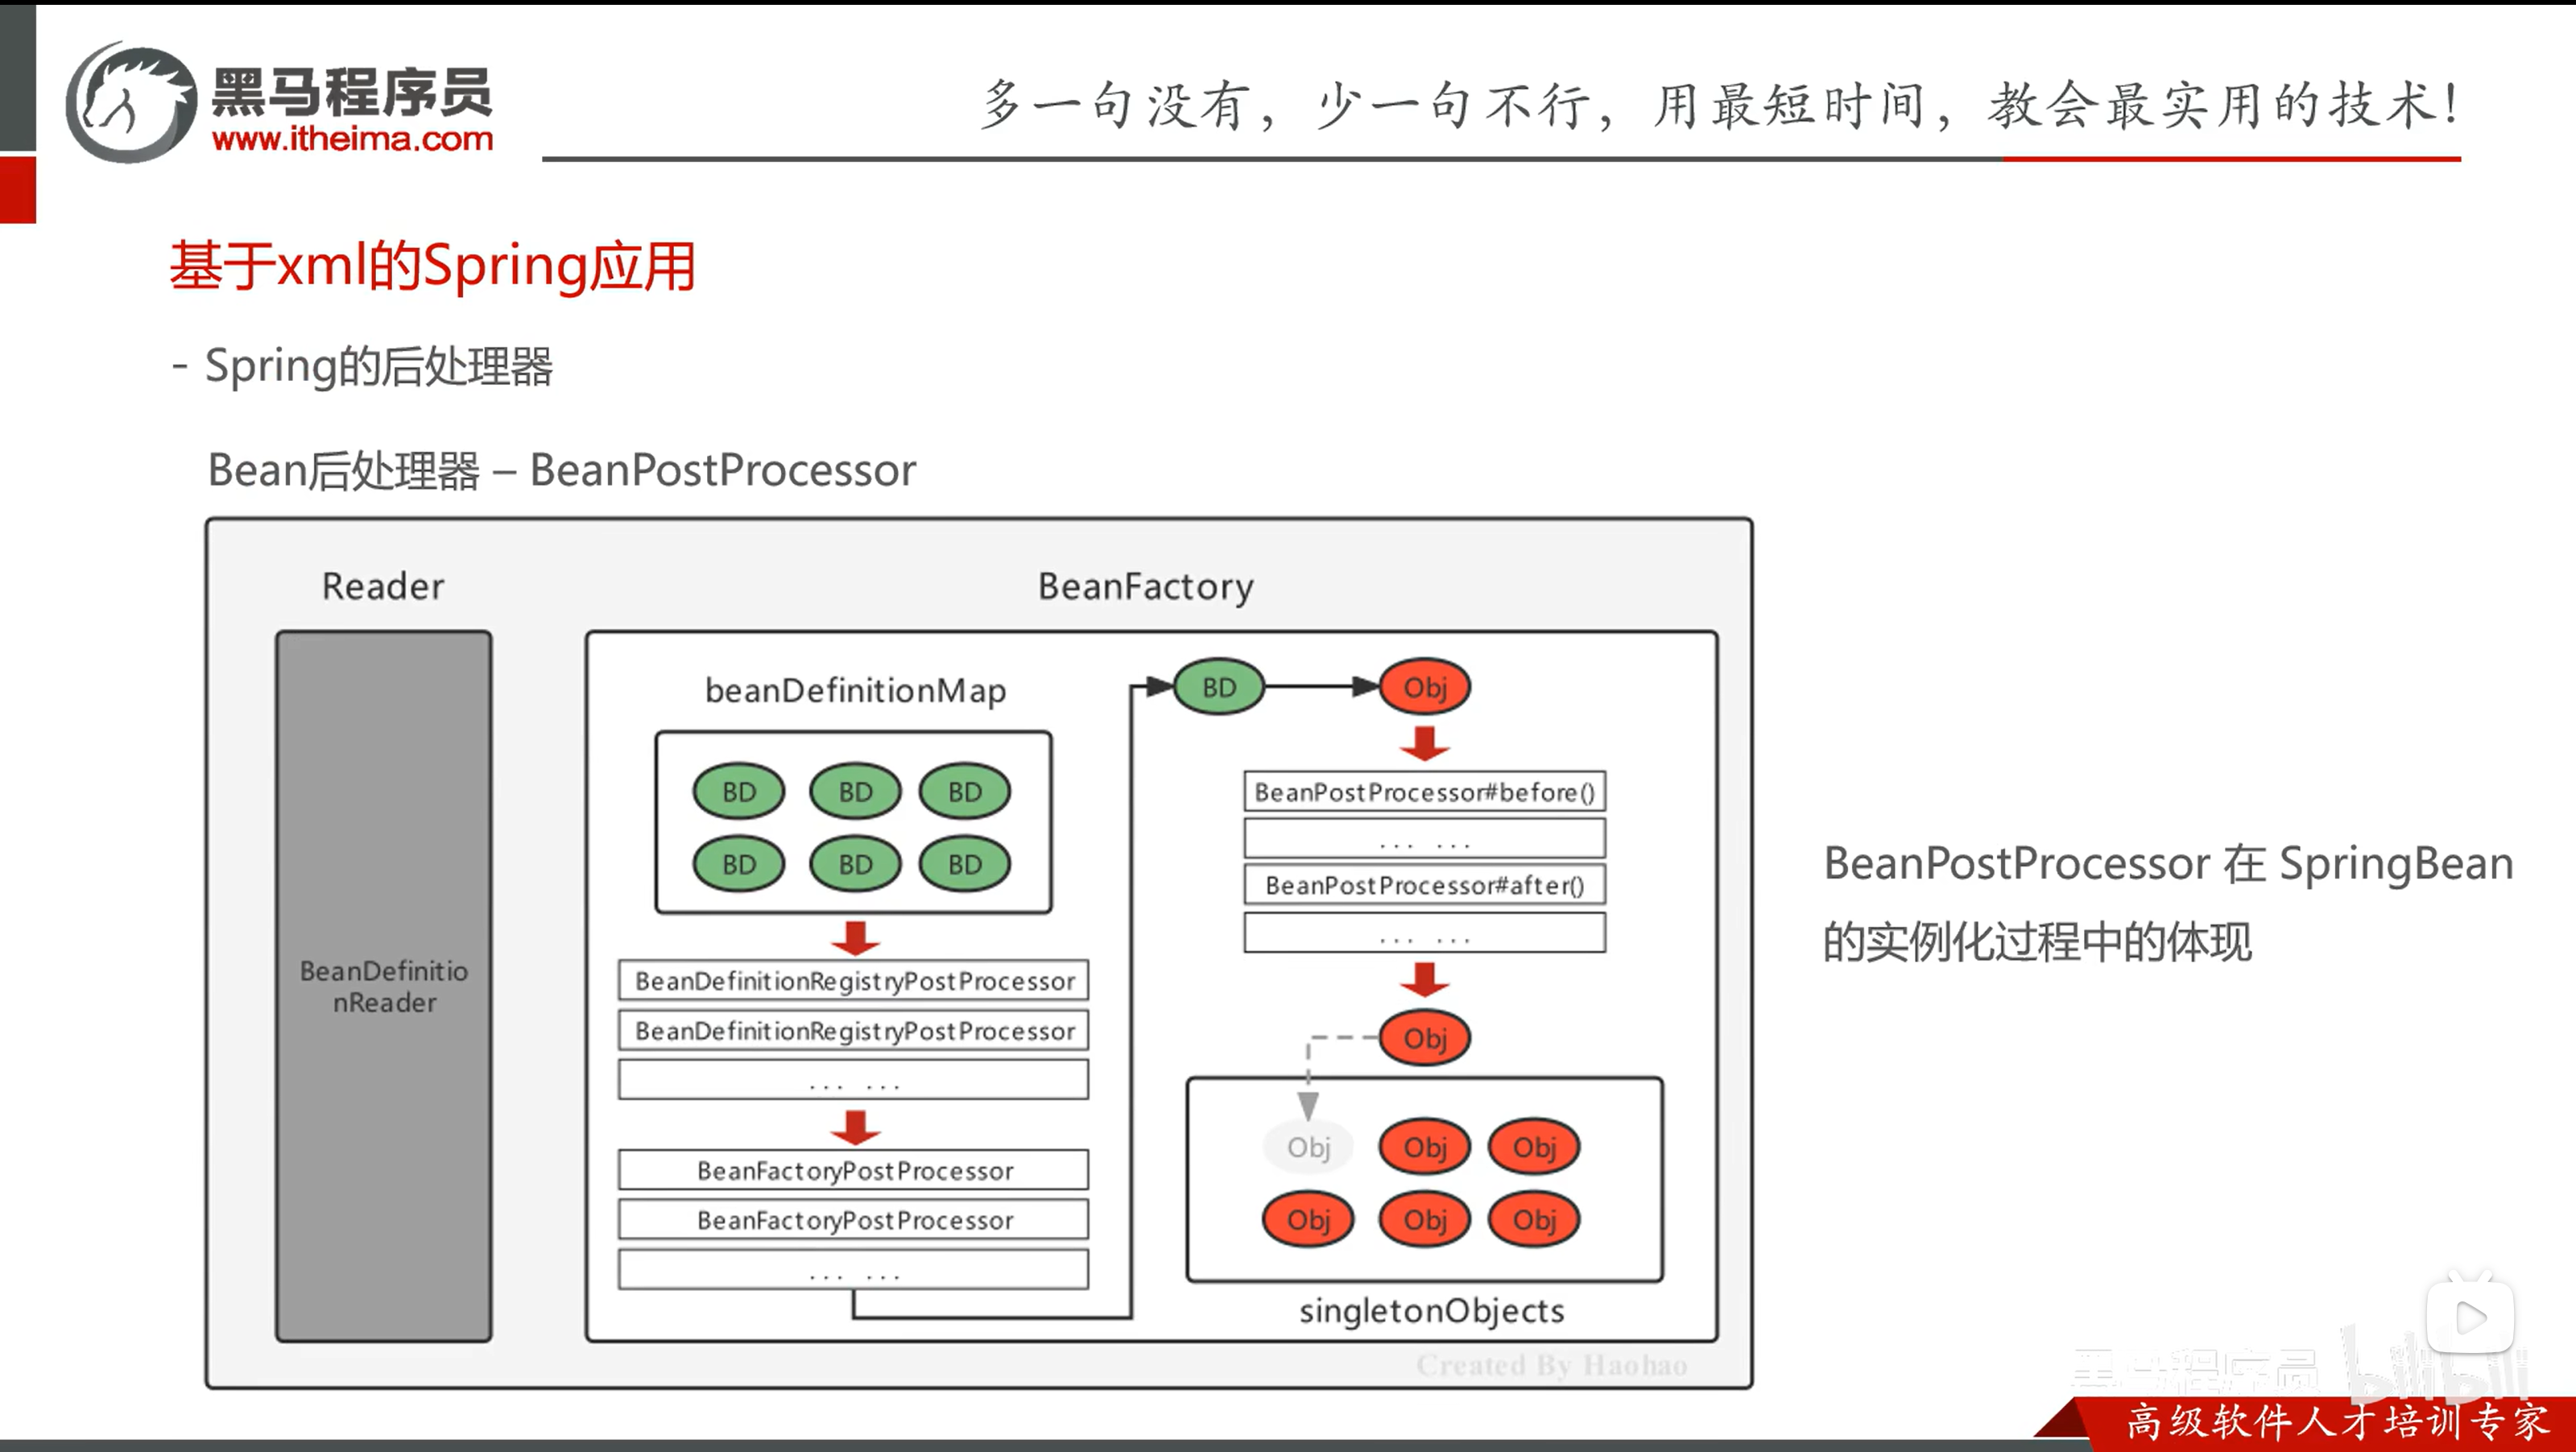 黑马程序员
www.itheima.com
多一句没有，少一句不行，用最短时间，教会最实用的技术！
基于xml的Spring应用
- Spring的后处理器
Bean后处理器 – BeanPostProcessor
Reader
BeanDefinitio
nReader
BeanFactory
beanDefinitionMap
BD BD BD
BD BD BD
BeanDefinitionRegistryPostProcessor
BeanDefinitionRegistryPostProcessor
... ...
BeanFactoryPostProcessor
BeanFactoryPostProcessor
... ...
BD Obj
BeanPostProcessor#before()
... ...
BeanPostProcessor#after()
... ...
Obj
Obj Obj Obj
Obj Obj Obj
singletonObjects
Created By Haohao
BeanPostProcessor 在 SpringBean
的实例化过程中的体现
黑马程序员 bilibili
高级软件人才培训专家